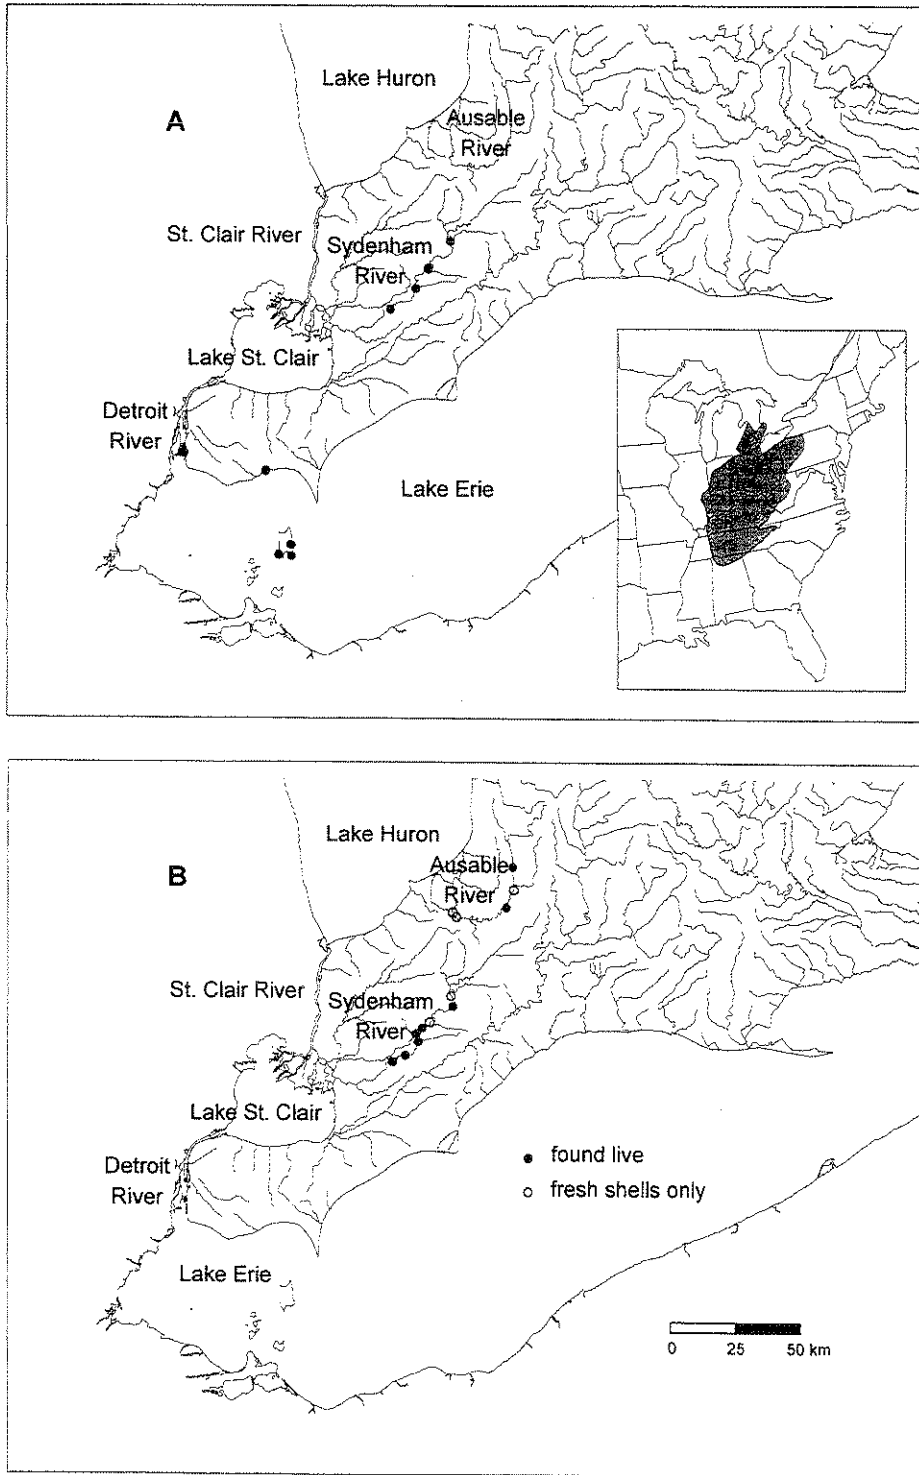 Lake Huron
A
Ausable
River
St. Clair River
Sydenham
River
Lake St. Clair
Detroit
River
Lake Erie
Lake Huron
B
Ausable
River
St. Clair River
Sydenham
River
Lake St. Clair
Detroit
River
found live
fresh shells only
Lake Erie
0 25 50 km